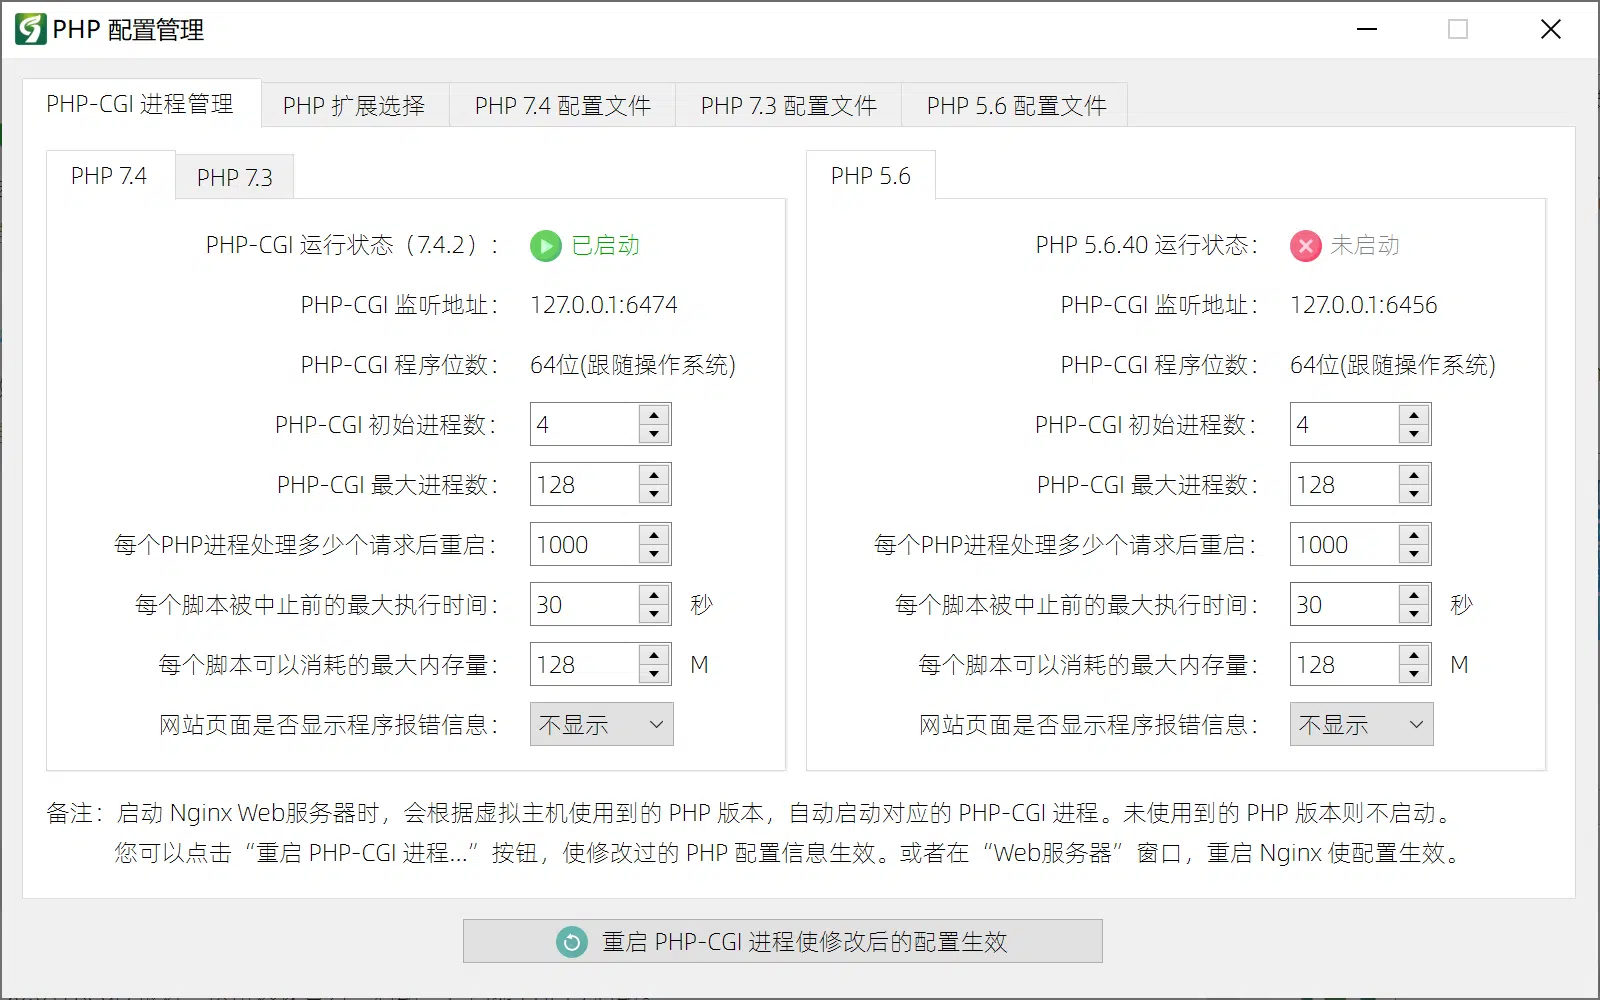 PHP 配置管理
PHP-CGI 进程管理
PHP 扩展选择
PHP 7.4 配置文件
PHP 7.3 配置文件
PHP 5.6 配置文件
PHP 7.4
PHP 7.3
PHP-CGI 运行状态（7.4.2）：
已启动
PHP-CGI 监听地址：
127.0.0.1:6474
PHP-CGI 程序位数：
64位(跟随操作系统)
PHP-CGI 初始进程数：
4
PHP-CGI 最大进程数：
128
每个PHP进程处理多少个请求后重启：
1000
每个脚本被中止前的最大执行时间：
30
秒
每个脚本可以消耗的最大内存量：
128
M
网站页面是否显示程序报错信息：
不显示
PHP 5.6
PHP 5.6.40 运行状态：
未启动
PHP-CGI 监听地址：
127.0.0.1:6456
PHP-CGI 程序位数：
64位(跟随操作系统)
PHP-CGI 初始进程数：
4
PHP-CGI 最大进程数：
128
每个PHP进程处理多少个请求后重启：
1000
每个脚本被中止前的最大执行时间：
30
秒
每个脚本可以消耗的最大内存量：
128
M
网站页面是否显示程序报错信息：
不显示
备注：启动 Nginx Web服务器时，会根据虚拟主机使用到的 PHP 版本，自动启动对应的 PHP-CGI 进程。未使用到的 PHP 版本则不启动。
您可以点击“重启 PHP-CGI 进程...”按钮，使修改过的 PHP 配置信息生效。或者在“Web服务器”窗口，重启 Nginx 使配置生效。
重启 PHP-CGI 进程使修改后的配置生效